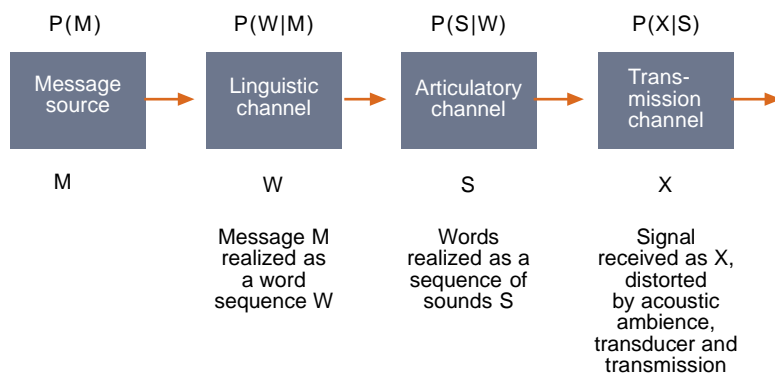 P(M)
P(W|M)
P(S|W)
P(X|S)
Message
source
Linguistic
channel
Articulatory
channel
Trans-
mission
channel
M
W
S
X
Message M
realized as
a word
sequence W
Words
realized as a
sequence of
sounds S
Signal
received as X,
distorted
by acoustic
ambience,
transducer and
transmission